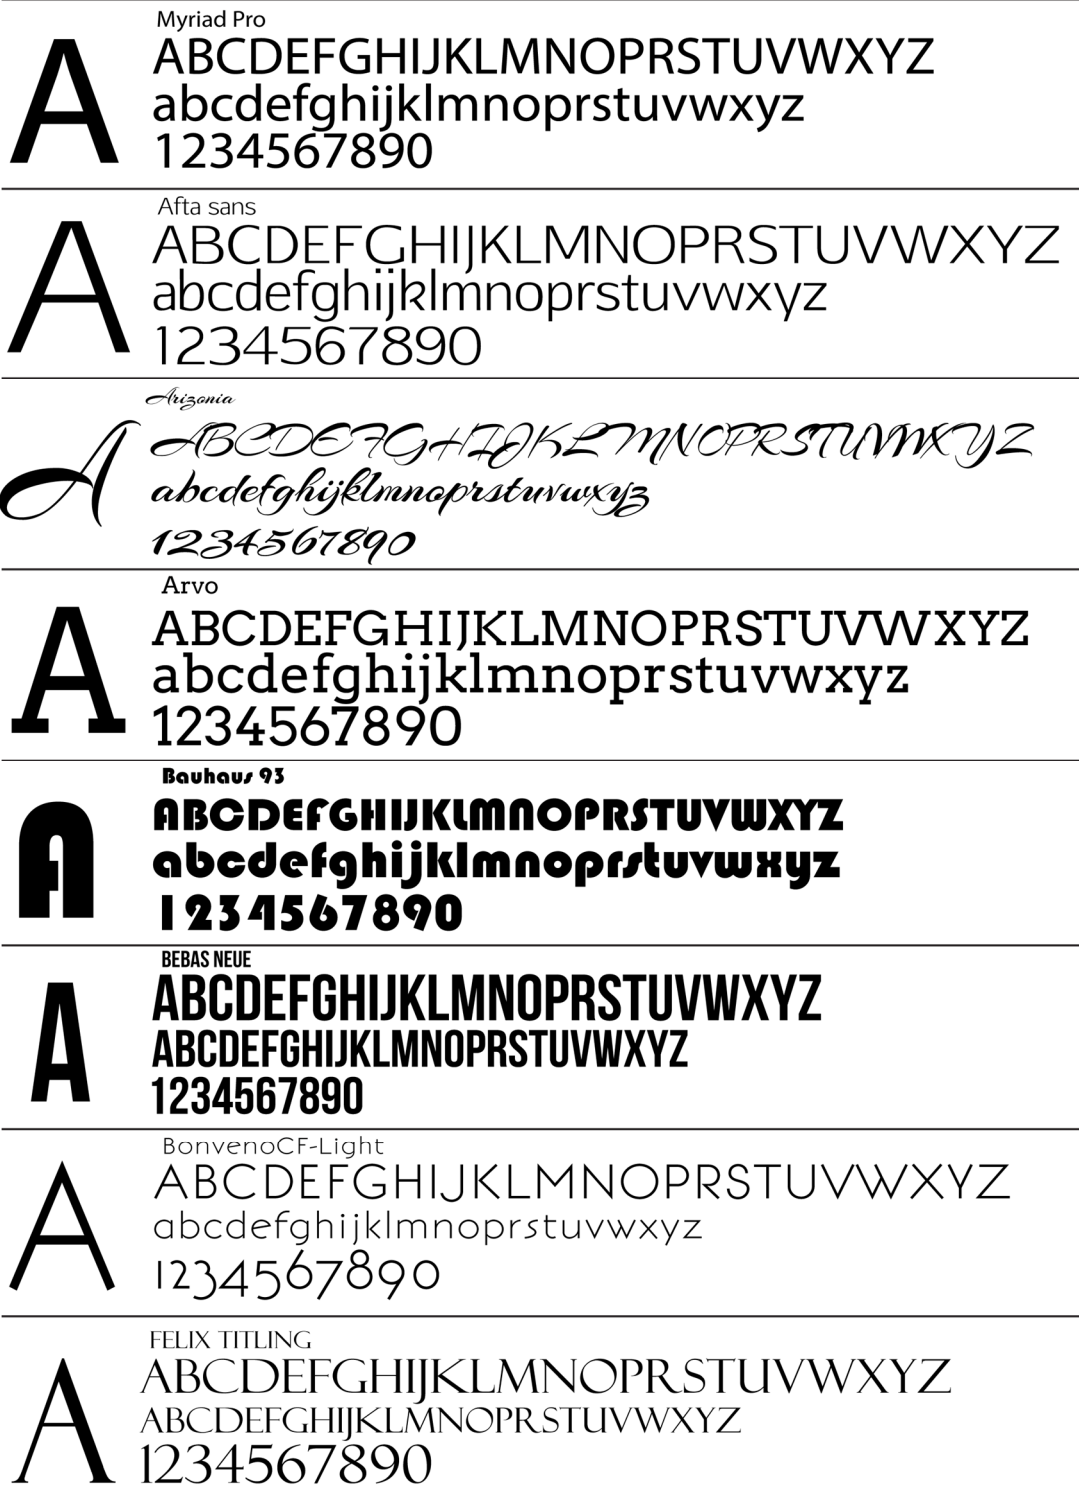 Myriad Pro
A
ABCDEFGHIJKLMNOPRSTUVWXYZ
abcdefghijklmnoprstuvwxyz
1234567890
Afta sans
A
ABCDEFGHIJKLMNOPRSTUVWXYZ
abcdefghijklmnoprstuvwxyz
1234567890
Arizonia
A
ABCDEFGHIJKLMNOPRSTUVWXYZ
abcdefghijklmnoprstuvwxyz
1234567890
Arvo
A
ABCDEFGHIJKLMNOPRSTUVWXYZ
abcdefghijklmnoprstuvwxyz
1234567890
Bauhaus 93
A
ABCDEFGHIJKLMNOPRSTUVWXYZ
abcdefghijklmnoprstuvwxyz
1234567890
BEBAS NEUE
A
ABCDEFGHIJKLMNOPRSTUVWXYZ
ABCDEFGHIJKLMNOPRSTUVWXYZ
1234567890
BonvenoCF-Light
A
ABCDEFGHIJKLMNOPRSTUVWXYZ
abcdefghijklmnoprstuvwxyz
1234567890
FELIX TITLING
A
ABCDEFGHIJKLMNOPRSTUVWXYZ
ABCDEFGHIJKLMNOPRSTUVWXYZ
1234567890